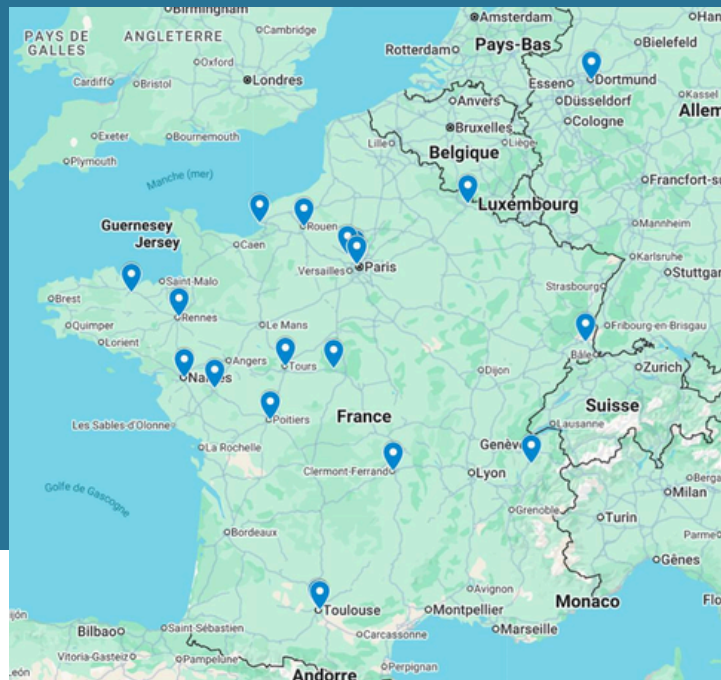 Birmingham
Amsterdam
Han
PAYS DE
GALLES
ANGLETERRE
Cambridge
Pays-Bas
Bielefeld
Oxford
Rotterdam
Cardiff
Bristol
Londres
Essen
Dortmund
Kassel
Anvers
Düsseldorf
Allem
Exeter
Bournemouth
Bruxelles
Cologne
Lille
Liège
Plymouth
Belgique
Manche (mer)
Francfort-su
Luxembourg
Guernesey
Jersey
Rouen
Mannheim
Caen
Karlsruhe
Versailles
Paris
Stuttgar
Saint-Malo
Strasbourg
Brest
Rennes
Quimper
Le Mans
Fribourg-en-Brisgau
Lorient
Bâle
Angers
Tours
Dijon
Zurich
Nantes
Suisse
France
Poitiers
Les Sables-d'Olonne
Lausanne
Genève
La Rochelle
Clermont-Ferrand
Lyon
Berga
Golfe de Gascogne
Milan
Grenoble
Turin
Bordeaux
Parme
Gênes
Avignon
Monaco
Flo
Toulouse
Montpellier
Bilbao
Saint-Sébastien
Marseille
Carcassonne
Vitoria-Gasteiz
Pampelune
Perpignan
León
Andorre